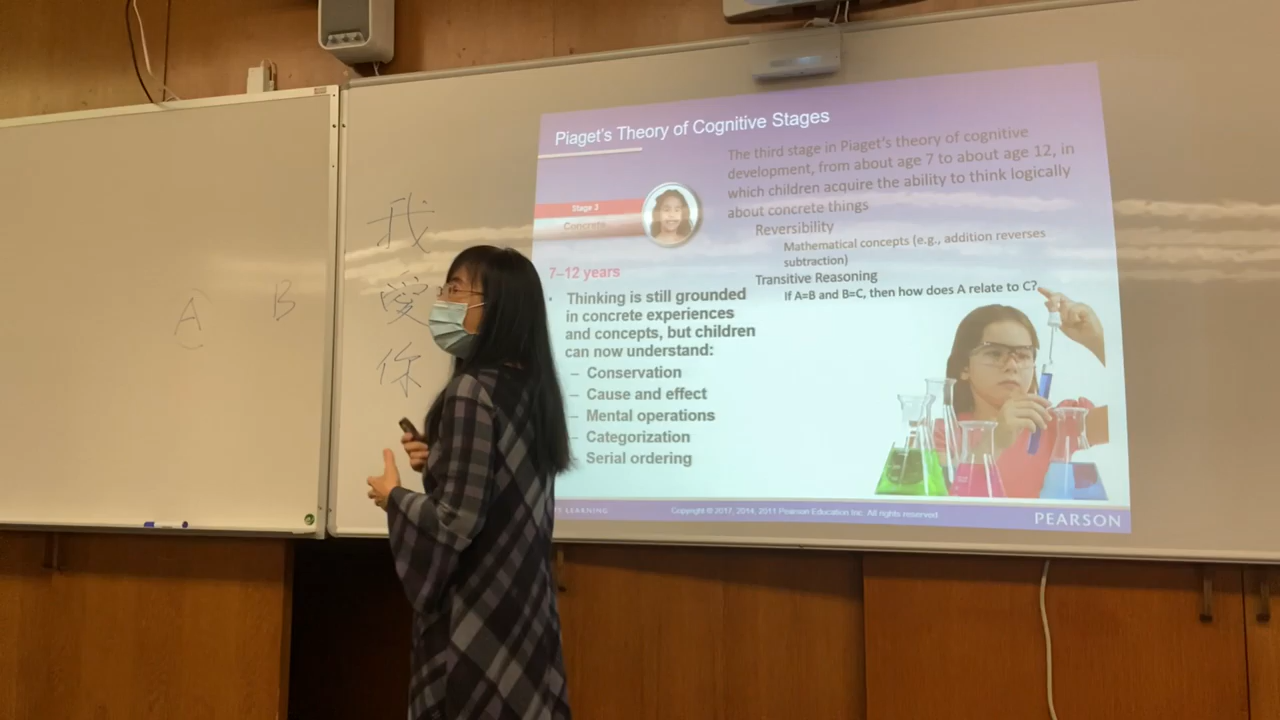 A
B
我
愛
你
Piaget's Theory of Cognitive Stages
Stage 3
Concrete
7–12 years
• Thinking is still grounded
in concrete experiences
and concepts, but children
can now understand:
– Conservation
– Cause and effect
– Mental operations
– Categorization
– Serial ordering
The third stage in Piaget's theory of cognitive
development, from about age 7 to about age 12, in
which children acquire the ability to think logically
about concrete things
Reversibility
Mathematical concepts (e.g., addition reverses
subtraction)
Transitive Reasoning
If A=B and B=C, then how does A relate to C?
LEARNING
Copyright © 2017, 2014, 2011 Pearson Education Inc. All rights reserved
PEARSON